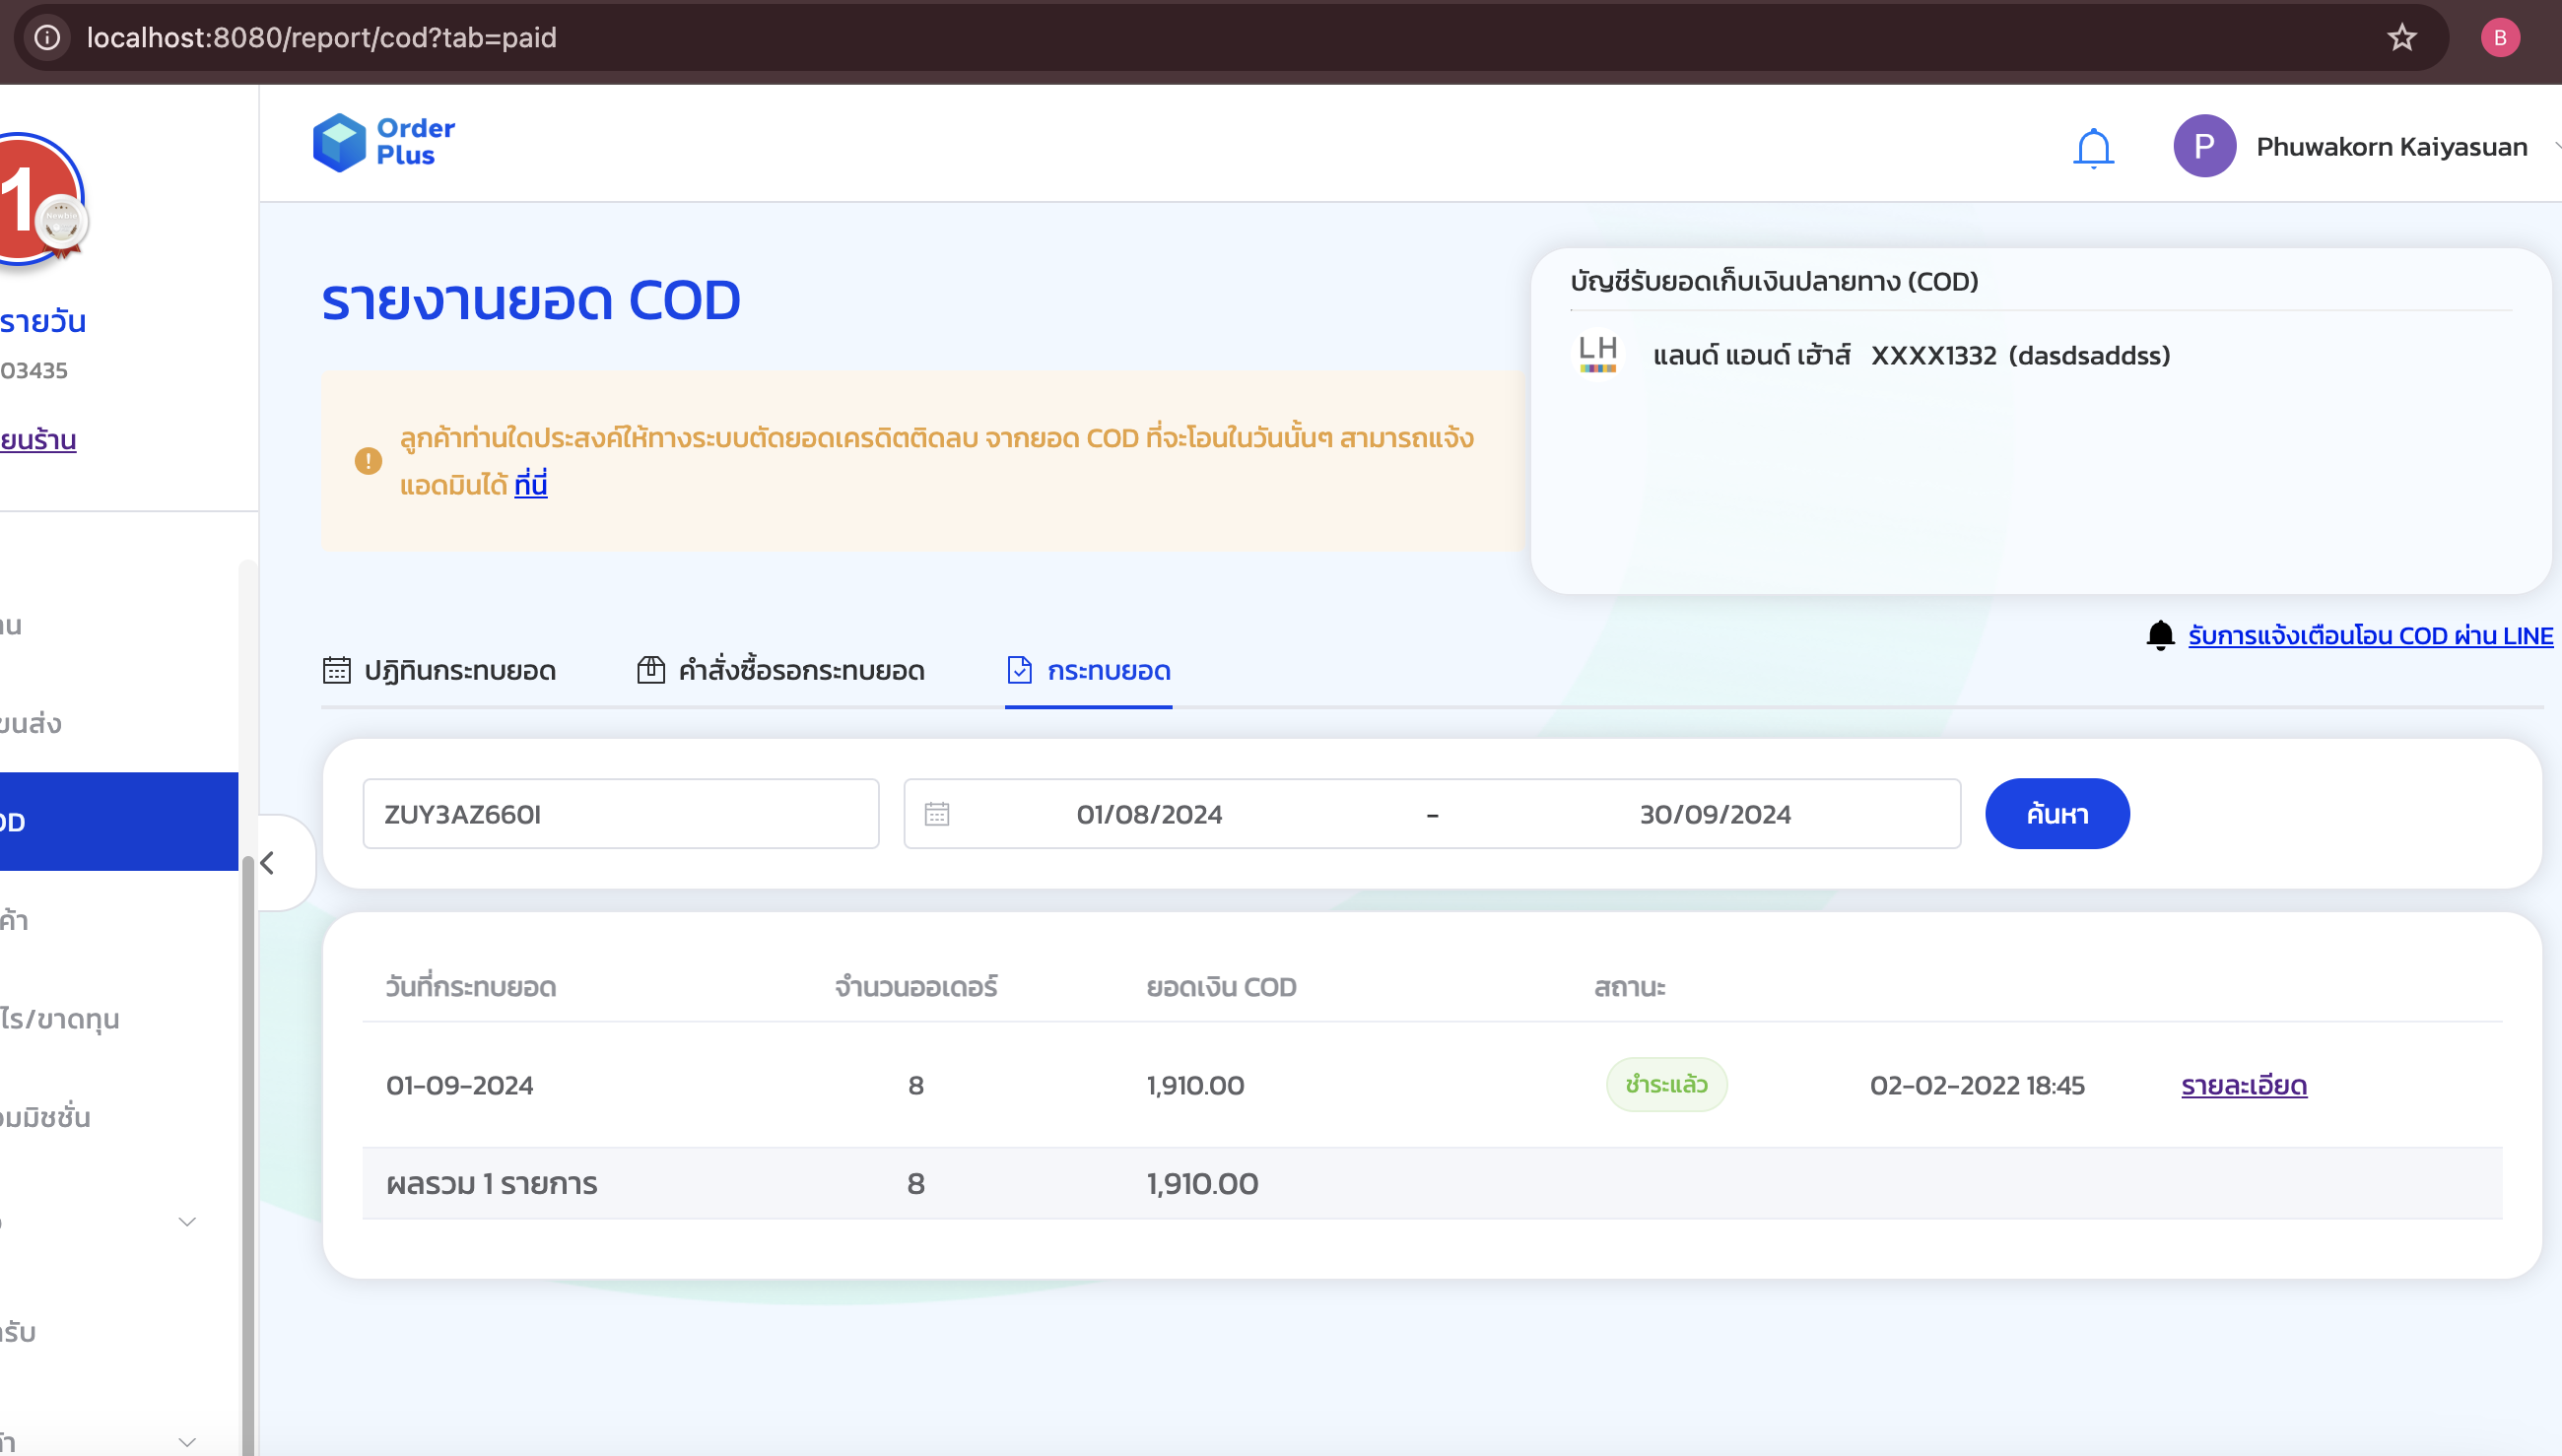 localhost:8080/report/cod?tab=paid
B
Order
Plus
P
Phuwakorn Kaiyasuan
1
Newbie
รายวัน
03435
ยนร้าน
าน
ขนส่ง
OD
ค้า
ไร/ขาดทุน
อมมิชชั่น
ารับ
รายงานยอด COD
ลูกค้าท่านใดประสงค์ให้ทางระบบตัดยอดเครดิตติดลบ จากยอด COD ที่จะโอนในวันนั้นๆ สามารถแจ้ง
แอดมินได้ ที่นี่
บัญชีรับยอดเก็บเงินปลายทาง (COD)
LH
แลนด์ แอนด์ เฮ้าส์ XXXX1332 (dasdsaddss)
รับการแจ้งเตือนโอน COD ผ่าน LINE
ปฏิทินกระทบยอด คำสั่งซื้อรอกระทบยอด กระทบยอด
ZUY3AZ660I 01/08/2024 - 30/09/2024 ค้นหา
วันที่กระทบยอด จำนวนออเดอร์ ยอดเงิน COD สถานะ
01-09-2024 8 1,910.00 ชำระแล้ว 02-02-2022 18:45 รายละเอียด
ผลรวม 1 รายการ 8 1,910.00